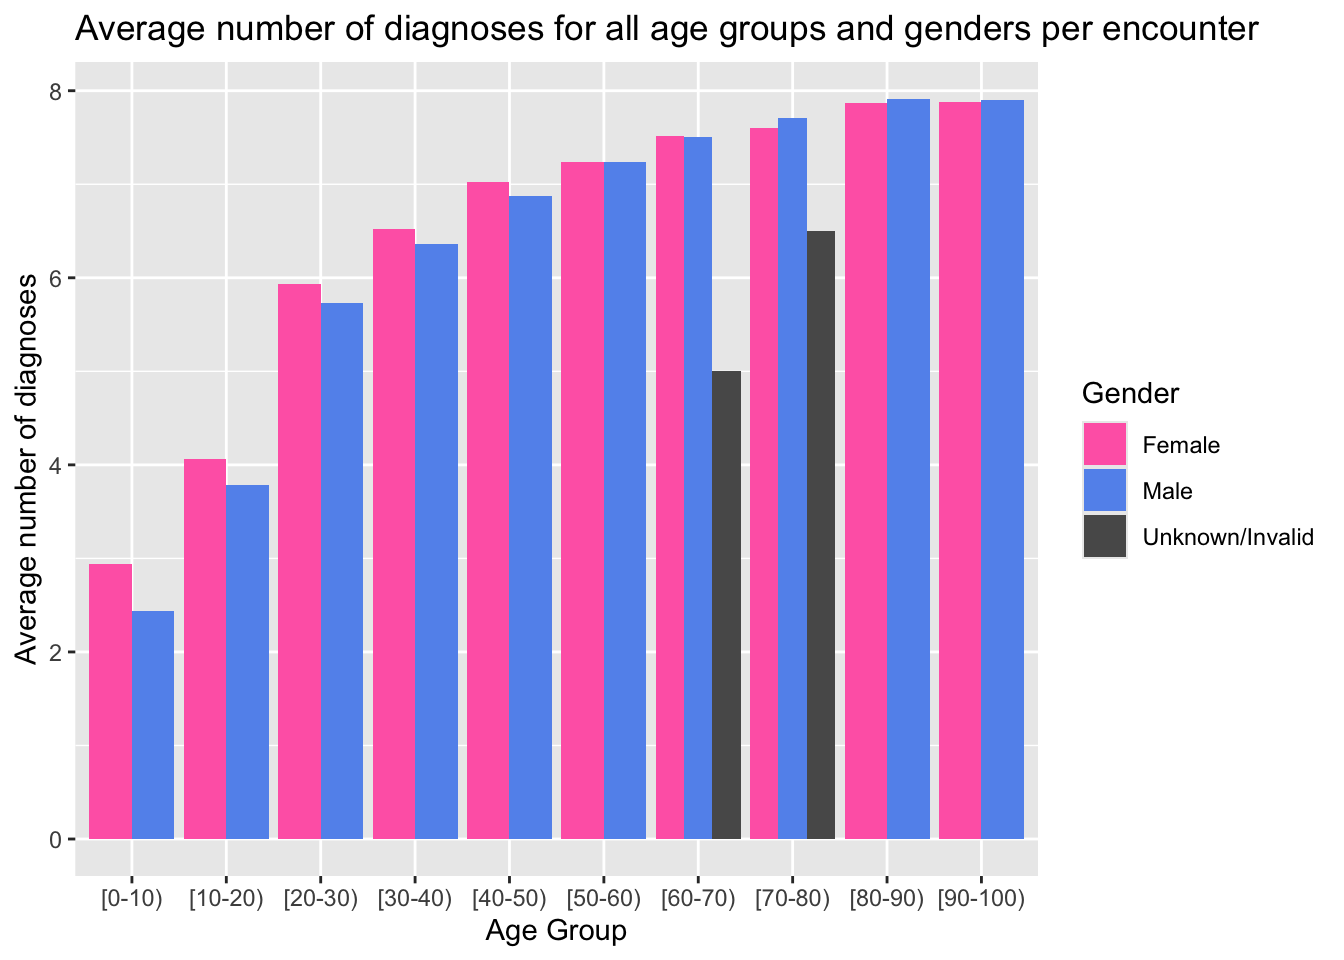 Average number of diagnoses for all age groups and genders per encounter
8
6
4
2
0
Average number of diagnoses
[0-10) [10-20) [20-30) [30-40) [40-50) [50-60) [60-70) [70-80) [80-90) [90-100)
Age Group
Gender
Female
Male
Unknown/Invalid